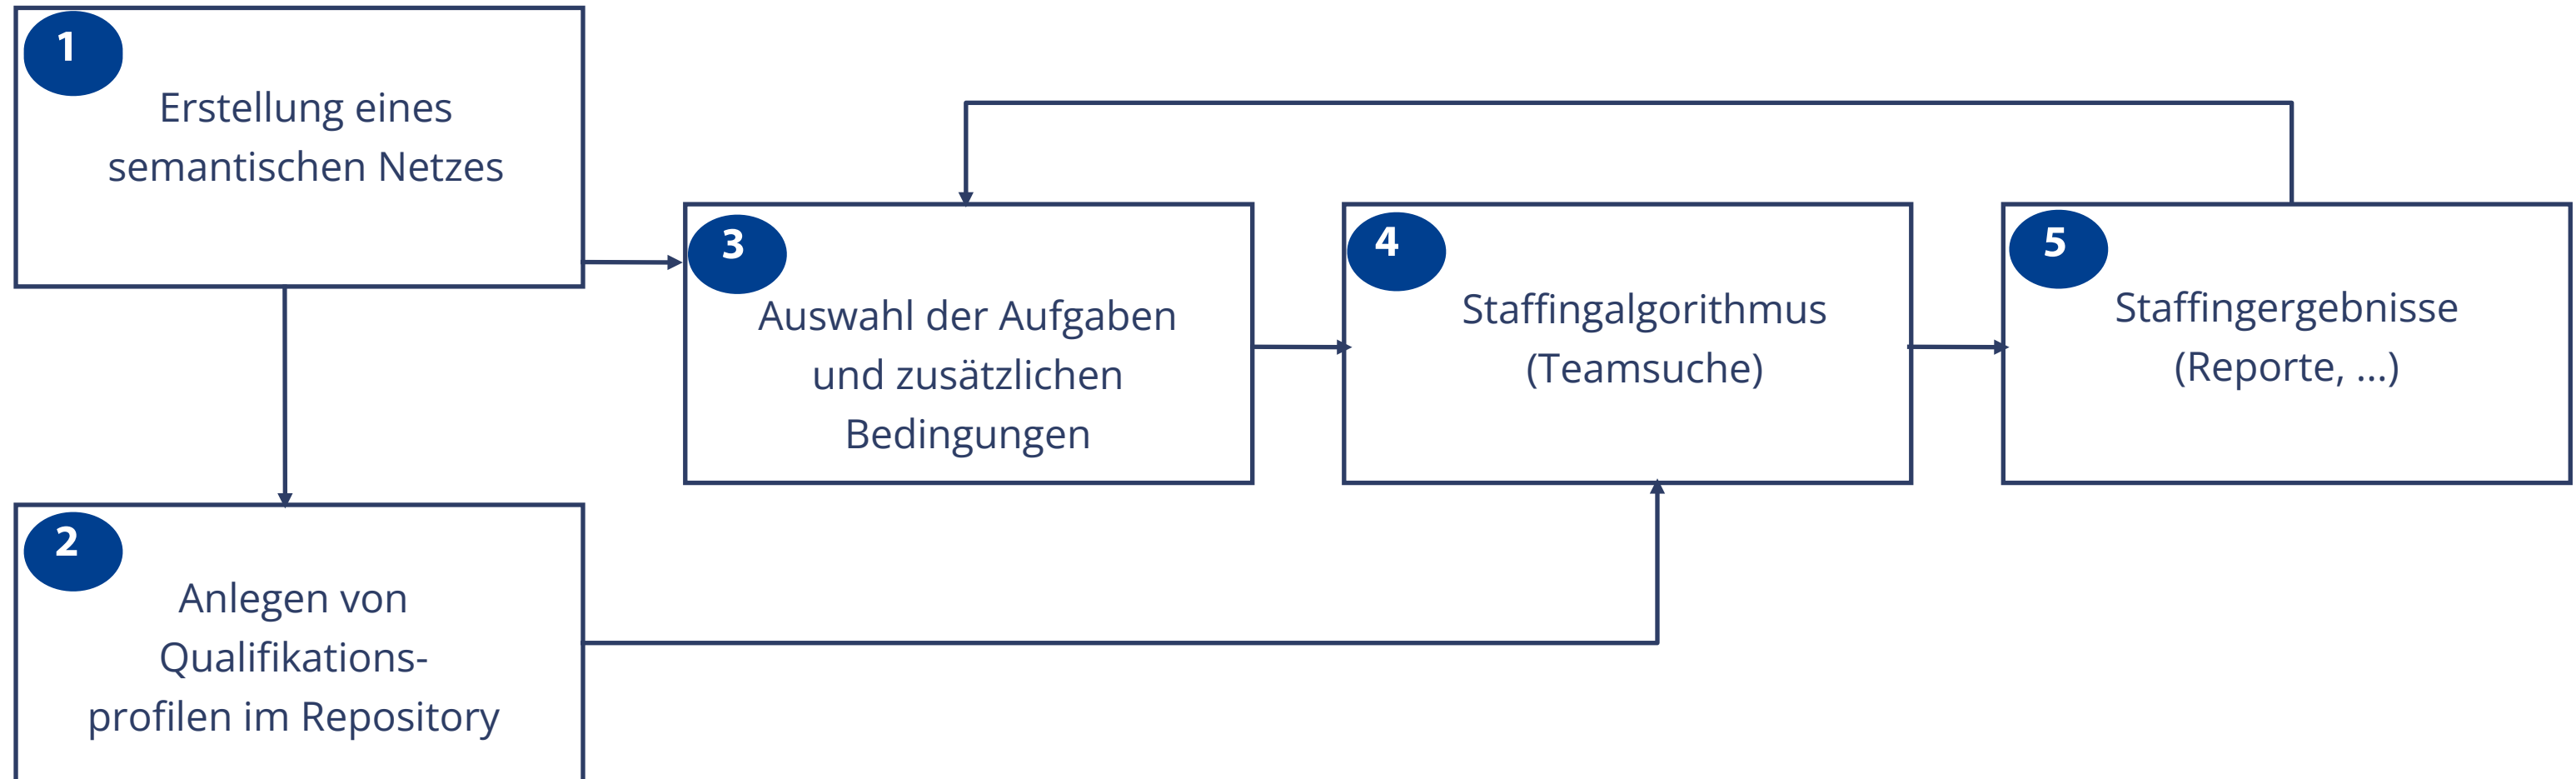 1
Erstellung eines
semantischen Netzes
2
Anlegen von
Qualifikations-
profilen im Repository
3
Auswahl der Aufgaben
und zusätzlichen
Bedingungen
4
Staffingalgorithmus
(Teamsuche)
5
Staffingergebnisse
(Reporte, ...)